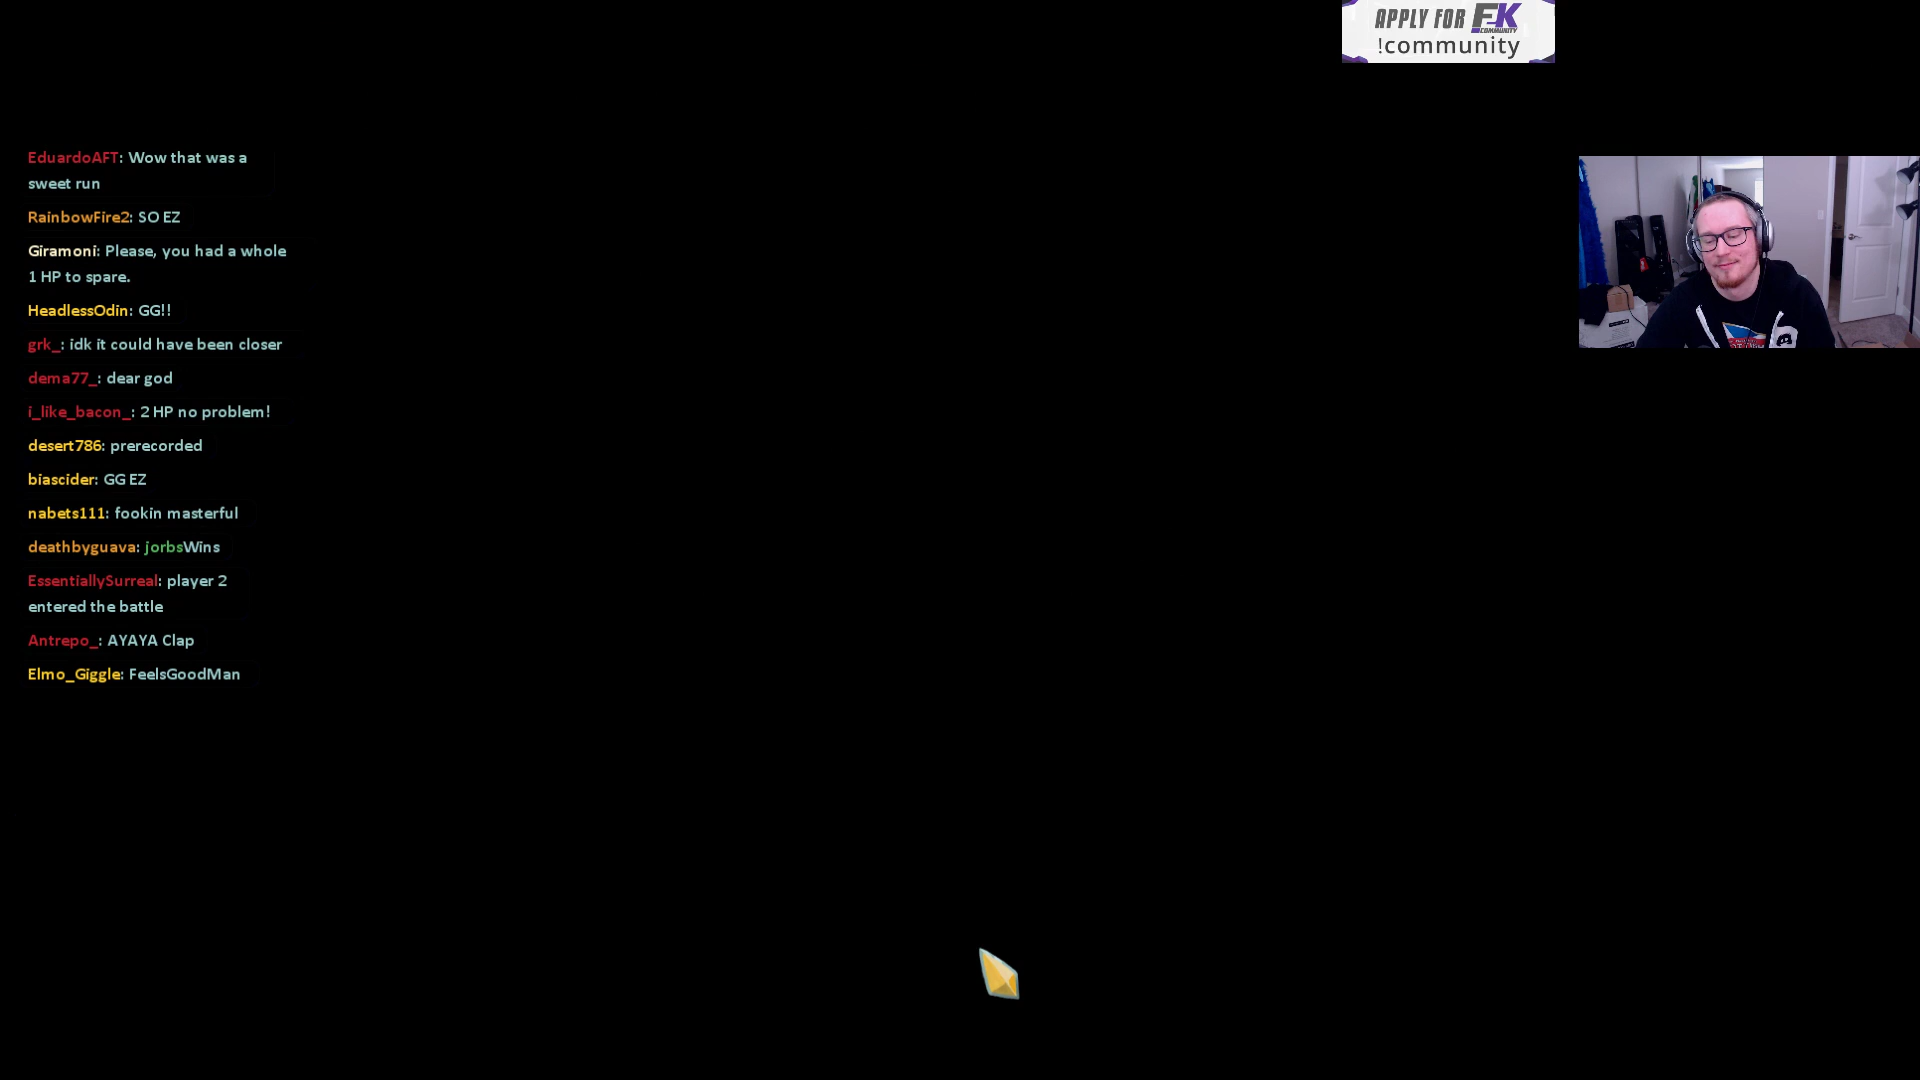 APPLY FOR F2K
COMMUNITY
!community
EduardoAFT: Wow that was a
sweet run
RainbowFire2: SO EZ
Giramoni: Please, you had a whole
1 HP to spare.
HeadlessOdin: GG!!
grk_: idk it could have been closer
dema77_: dear god
i_like_bacon_: 2 HP no problem!
desert786: prerecorded
biascider: GG EZ
nabets111: fookin masterful
deathbyguava: jorbsWins
EssentiallySurreal: player 2
entered the battle
Antrepo_: AYAYA Clap
Elmo_Giggle: FeelsGoodMan